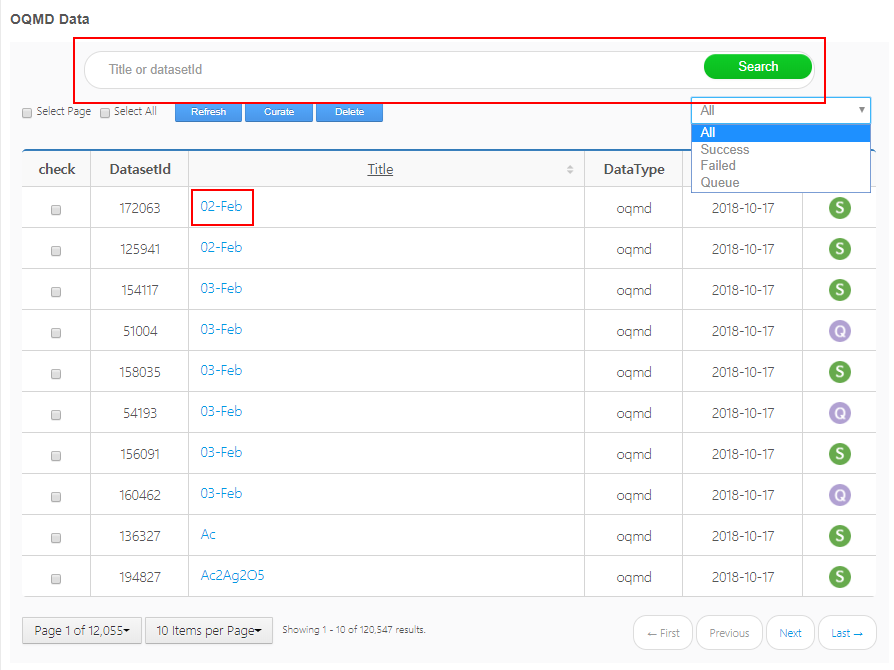 OQMD Data
Title or datasetId Search
Select Page Select All Refresh Curate Delete All
All
Success
Failed
Queue
check DatasetId Title DataType
172063 02-Feb oqmd 2018-10-17 S
125941 02-Feb oqmd 2018-10-17 S
154117 03-Feb oqmd 2018-10-17 S
51004 03-Feb oqmd 2018-10-17 Q
158035 03-Feb oqmd 2018-10-17 S
54193 03-Feb oqmd 2018-10-17 Q
156091 03-Feb oqmd 2018-10-17 S
160462 03-Feb oqmd 2018-10-17 Q
136327 Ac oqmd 2018-10-17 S
194827 Ac2Ag2O5 oqmd 2018-10-17 S
Page 1 of 12,055 10 Items per Page Showing 1 - 10 of 120,547 results. ← First Previous Next Last →